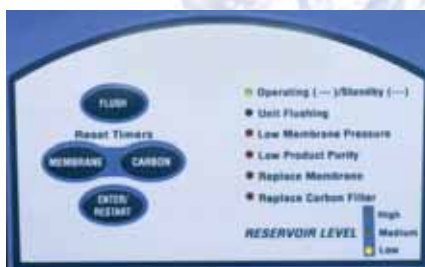 FLUSH
Reset Timers
MEMBRANE CARBON
ENTER/
RESTART
Operating (--- )/Standby (---)
Unit Flushing
Low Membrane Pressure
Low Product Purity
Replace Membrane
Replace Carbon Filter
RESERVOIR LEVEL
High
Medium
Low